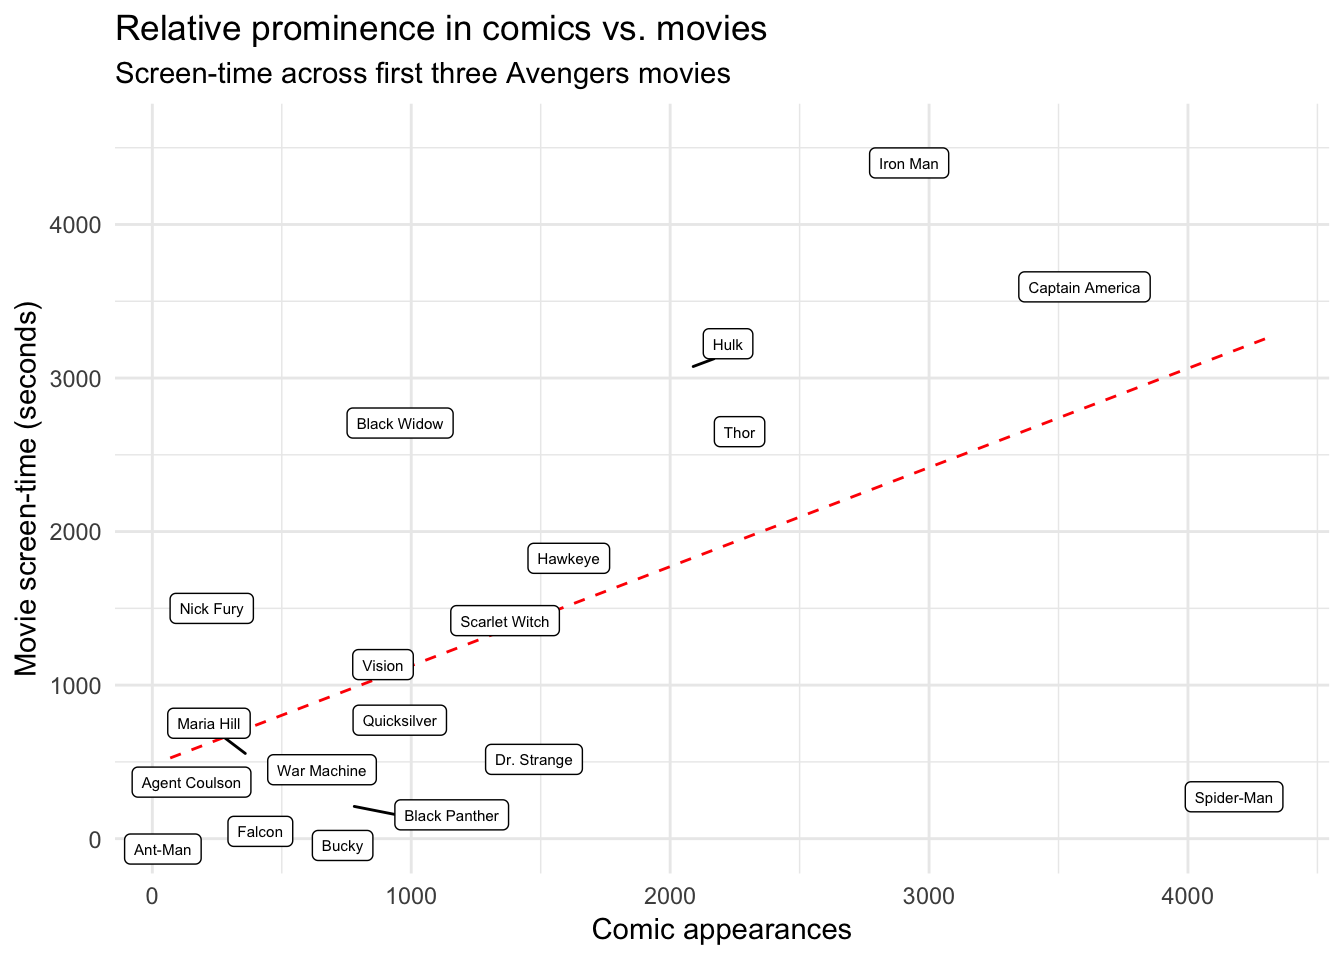 Relative prominence in comics vs. movies
Screen-time across first three Avengers movies
Movie screen-time (seconds)
4000
3000
2000
1000
0
Iron Man
Captain America
Hulk
Black Widow
Thor
Hawkeye
Nick Fury
Scarlet Witch
Vision
Maria Hill
Quicksilver
Dr. Strange
War Machine
Agent Coulson
Spider-Man
Black Panther
Falcon
Bucky
Ant-Man
0
1000
2000
3000
4000
Comic appearances